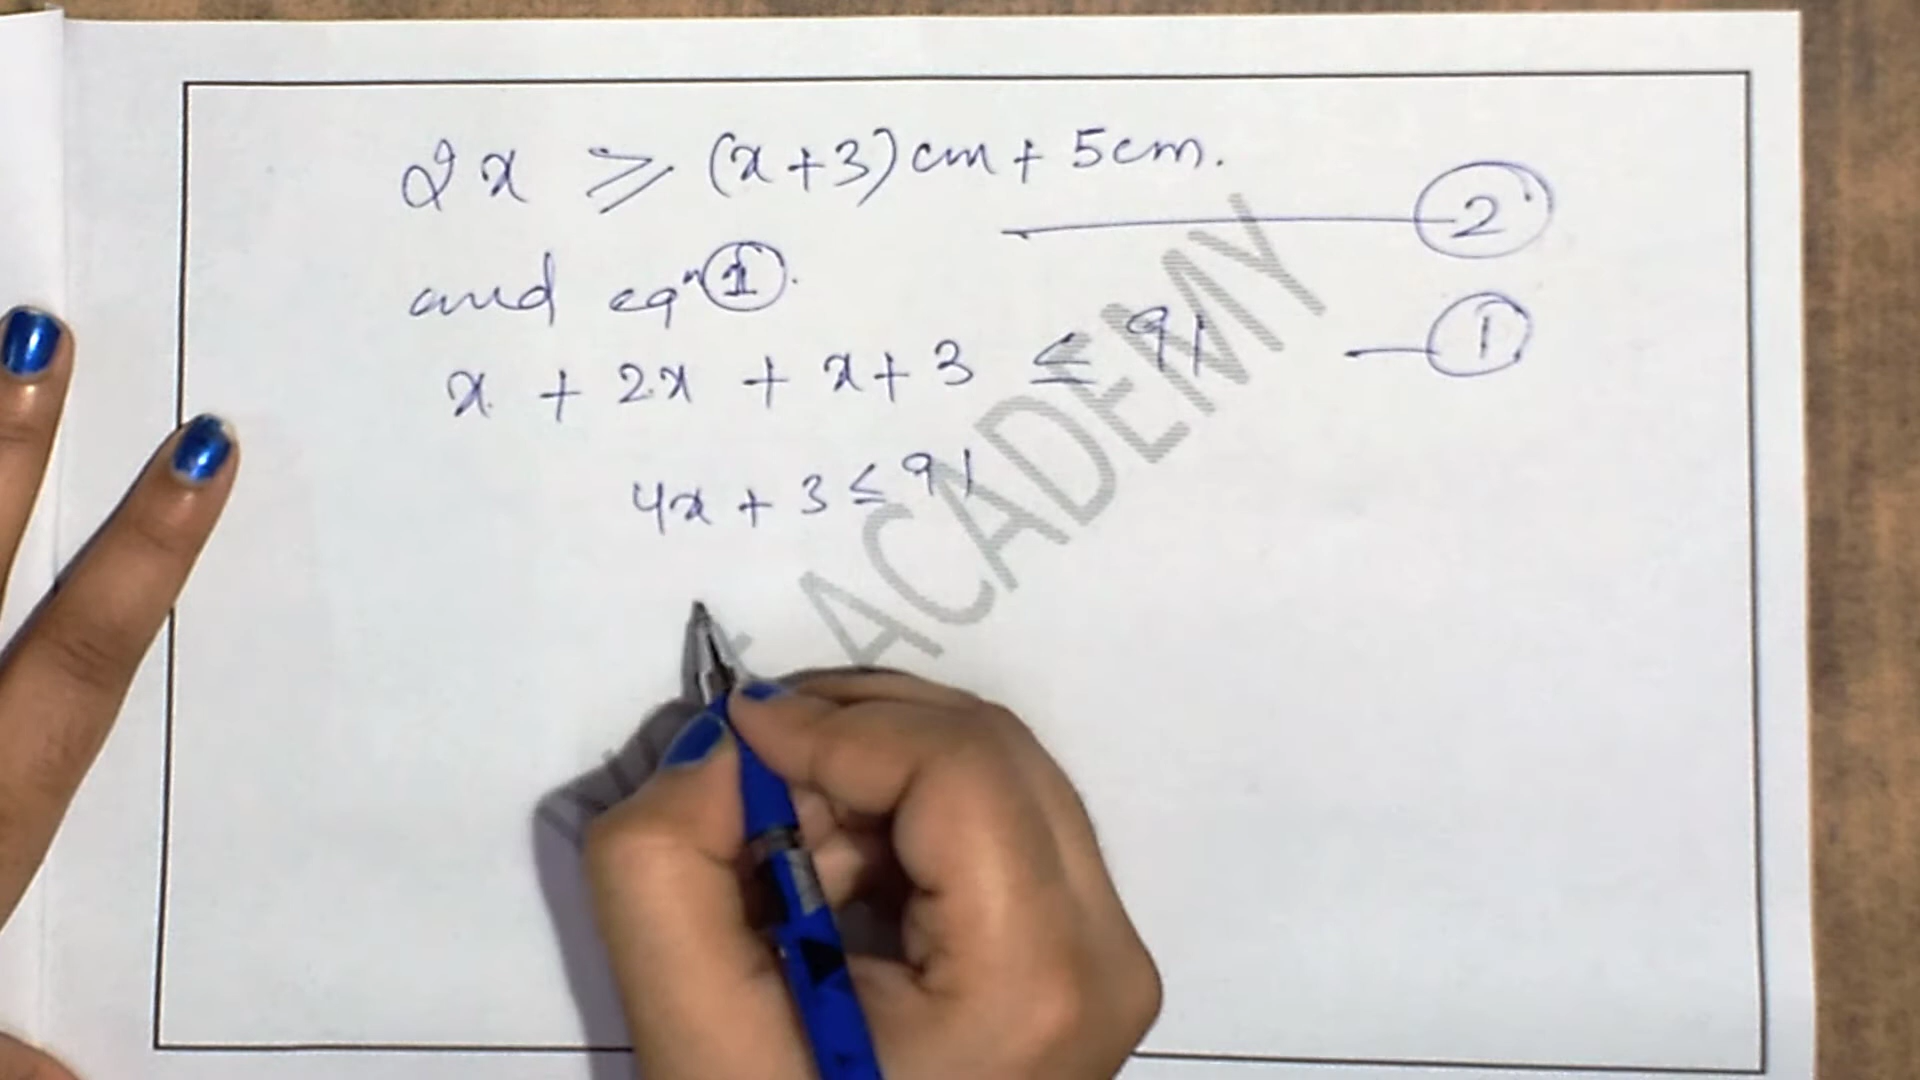 2x ≥ (x+3)cm + 5cm.
2
and eqⁿ 1.
x + 2x + x+3 ≤ 91 — 1
4x + 3 ≤ 91
ACADEMY